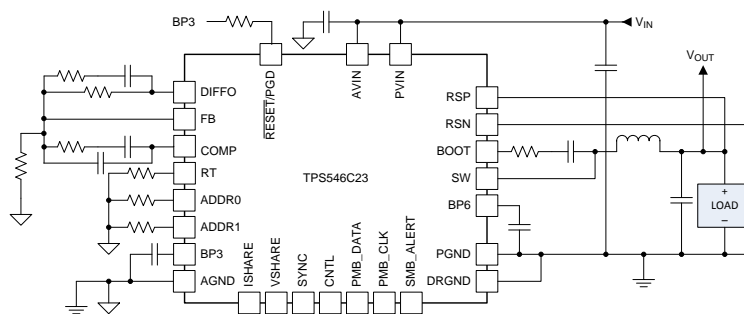 BP3
VIN
VOUT
RESET/PGD
AVIN
PVIN
DIFFO
FB
COMP
RT
ADDR0
ADDR1
BP3
AGND
TPS546C23
RSP
RSN
BOOT
SW
BP6
PGND
DRGND
ISHARE
VSHARE
SYNC
CNTL
PMB_DATA
PMB_CLK
SMB_ALERT
+
LOAD
–